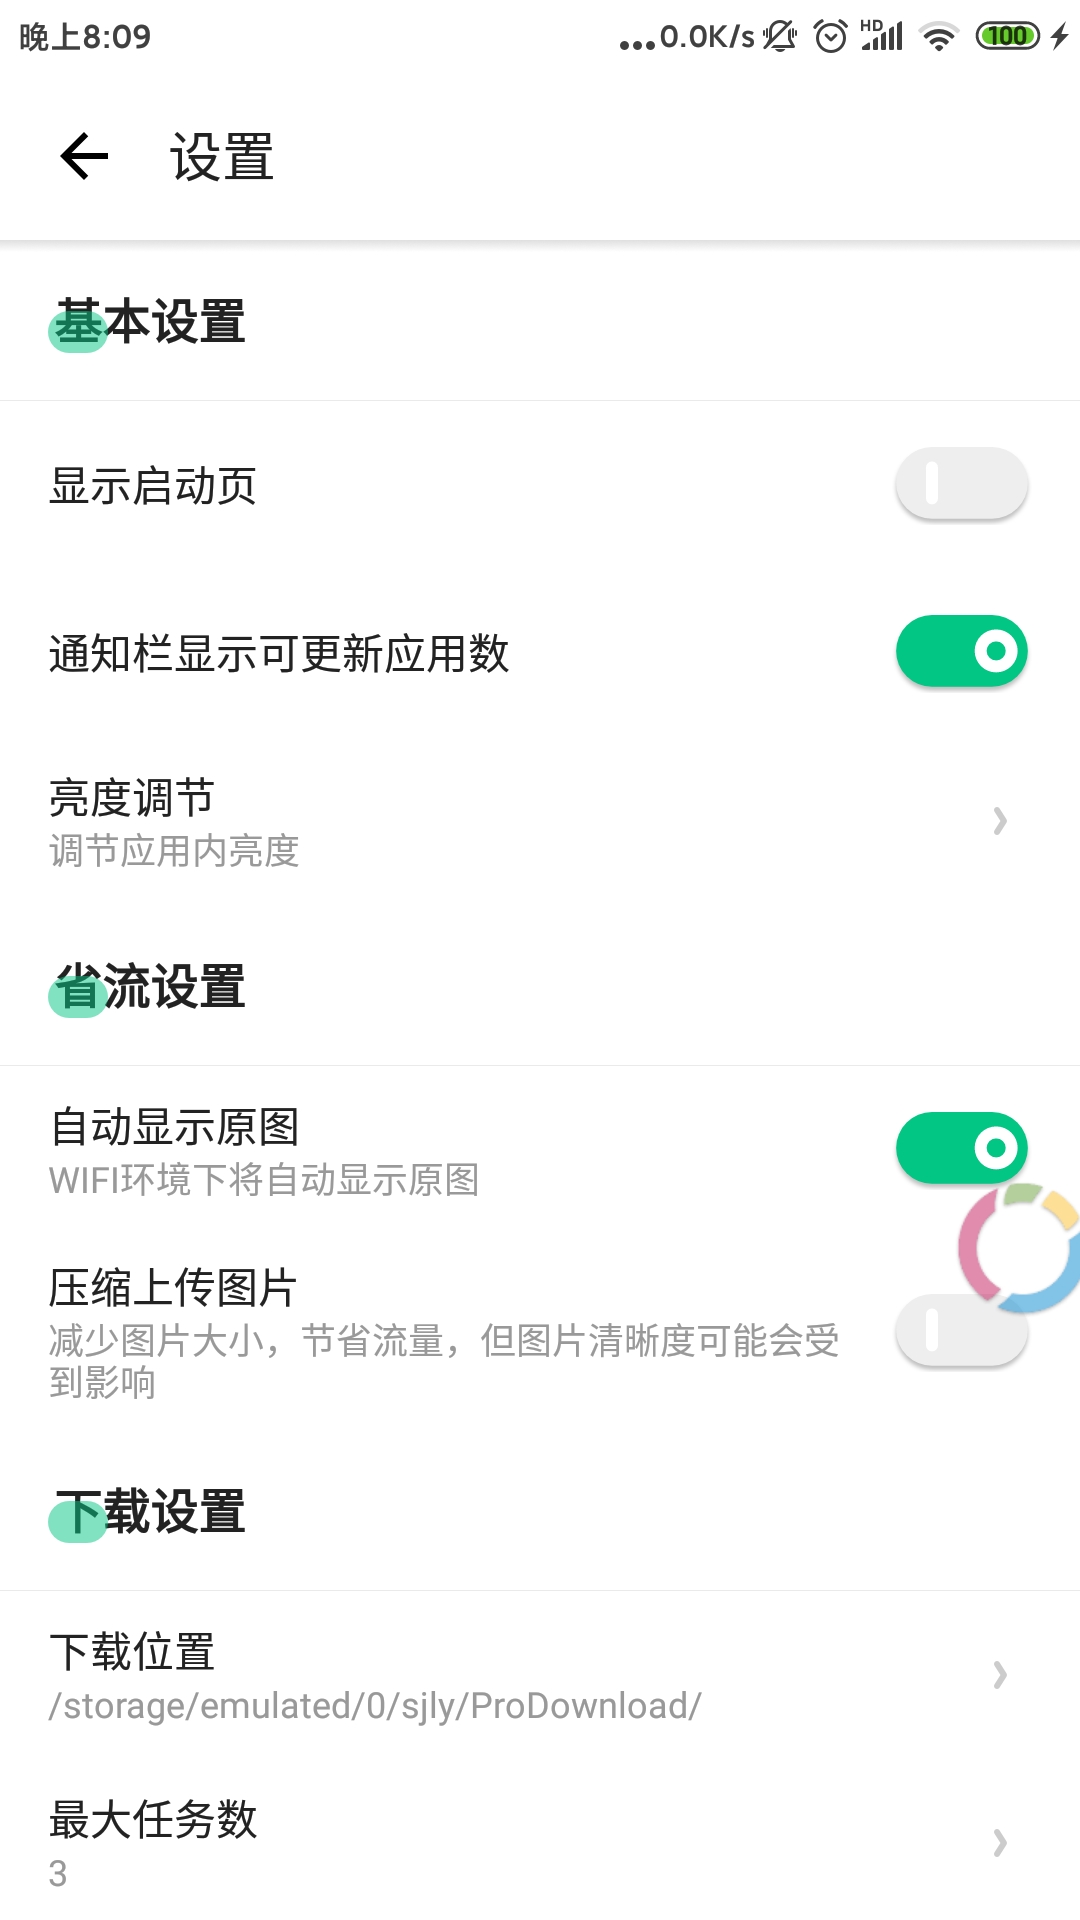 晚上8:09
...0.0K/s
HD
100
设置
基本设置
显示启动页
通知栏显示可更新应用数
亮度调节
调节应用内亮度
省流设置
自动显示原图
WIFI环境下将自动显示原图
压缩上传图片
减少图片大小，节省流量，但图片清晰度可能会受
到影响
下载设置
下载位置
/storage/emulated/0/sjly/ProDownload/
最大任务数
3